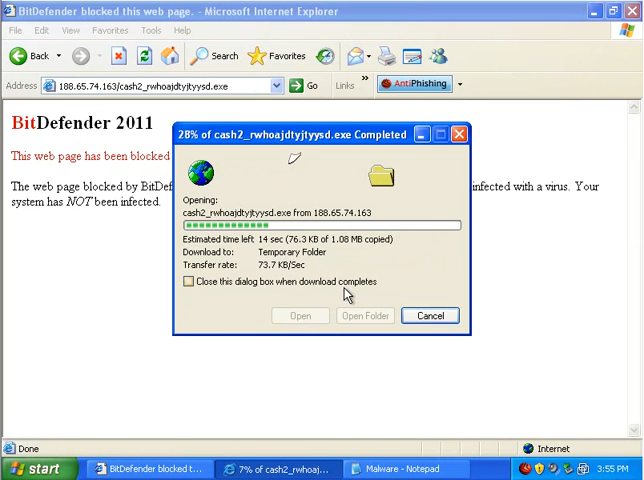 BitDefender blocked this web page. - Microsoft Internet Explorer
File Edit View Favorites Tools Help
Back Search Favorites
Address 188.65.74.163/cash2_rwhoajdtyjtyysd.exe Go Links » AntiPhishing
BitDefender 2011
This web page has been blocked
The web page blocked by BitDef infected with a virus. Your
system has NOT been infected.
28% of cash2_rwhoajdtyjtyysd.exe Completed
Opening:
cash2_rwhoajdtyjtyysd.exe from 188.65.74.163
Estimated time left 14 sec (76.3 KB of 1.08 MB copied)
Download to: Temporary Folder
Transfer rate: 73.7 KB/Sec
Close this dialog box when download completes
Open Open Folder Cancel
Done Internet
start BitDefender blocked t... 7% of cash2_rwhoaj... Malware - Notepad 3:55 PM